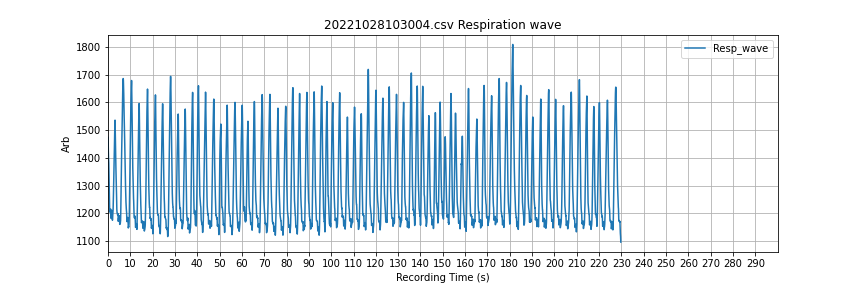 20221028103004.csv Respiration wave
Resp_wave
1800
1700
1600
1500
1400
1300
1200
1100
Arb
0 10 20 30 40 50 60 70 80 90 100 110 120 130 140 150 160 170 180 190 200 210 220 230 240 250 260 270 280 290
Recording Time (s)